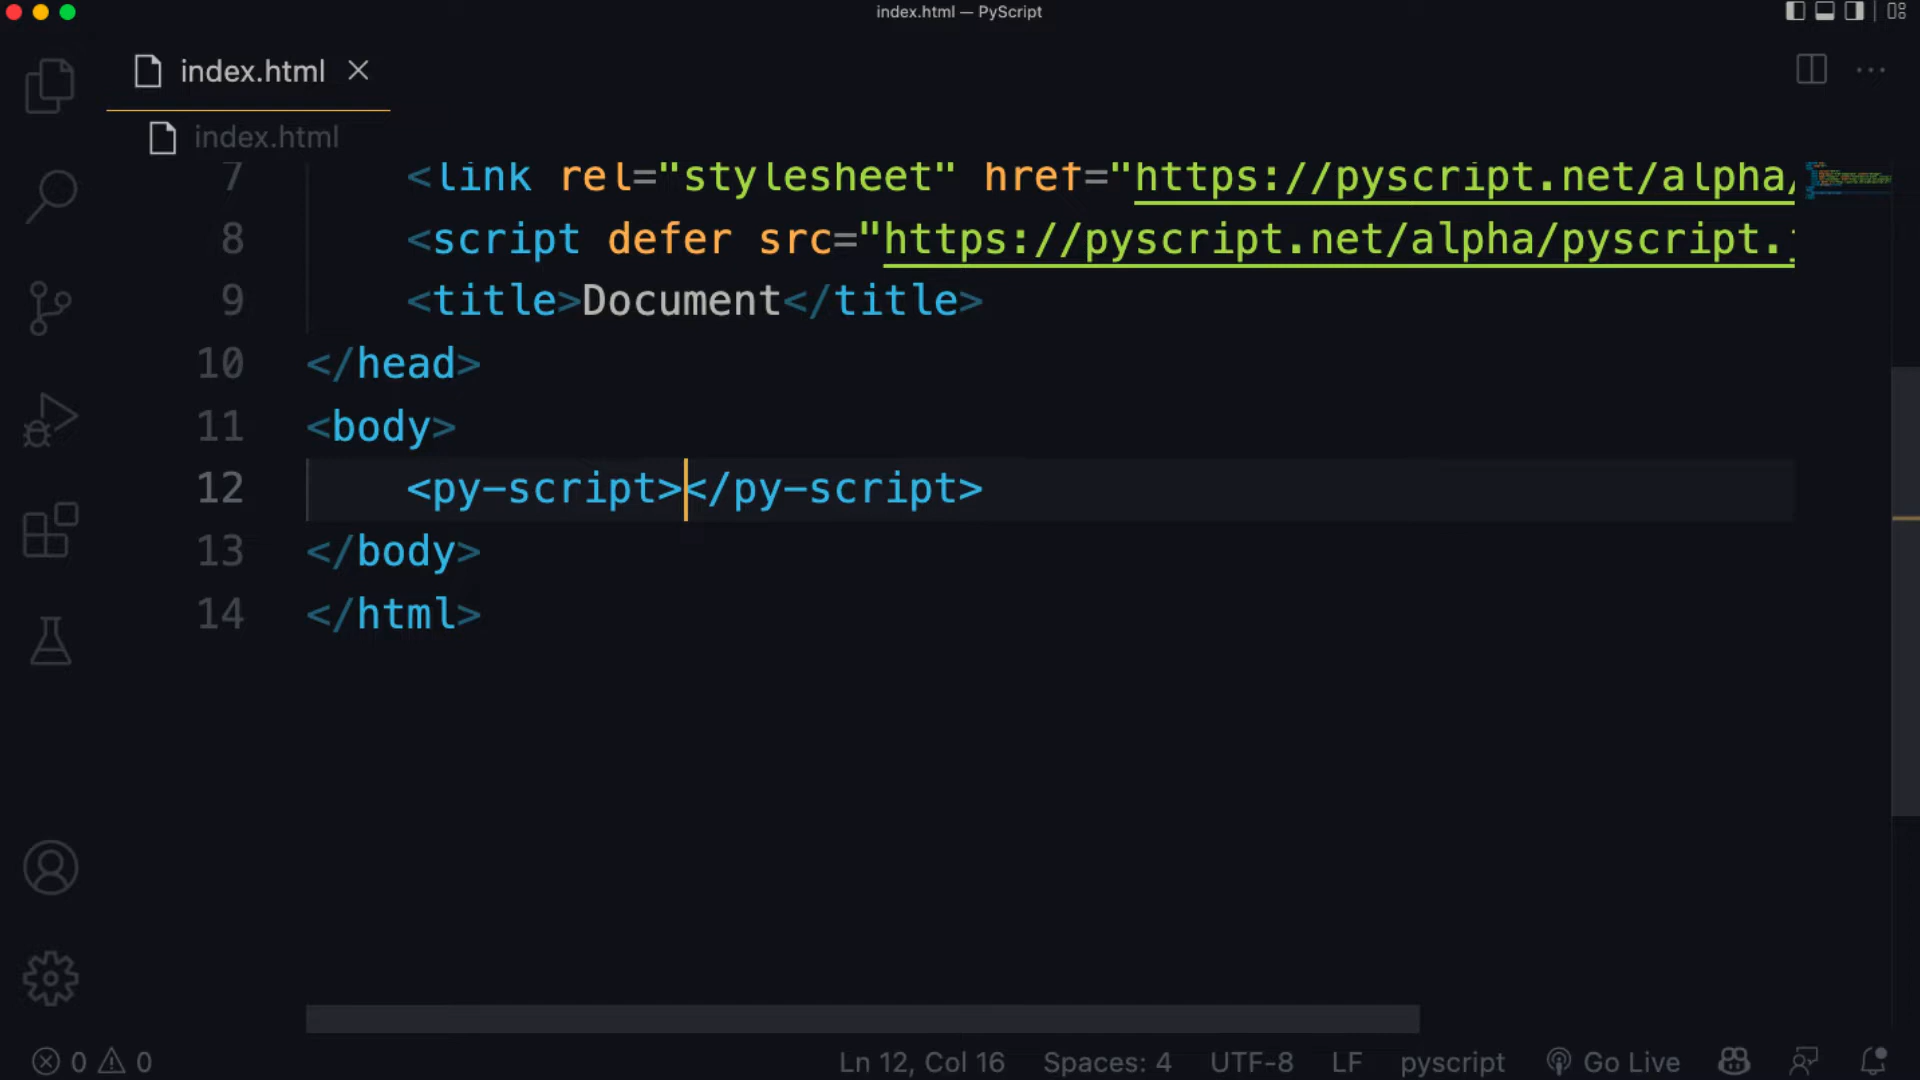 index.html — PyScript
index.html
index.html
7 <link rel="stylesheet" href="https://pyscript.net/alpha/
8 <script defer src="https://pyscript.net/alpha/pyscript.j
9 <title>Document</title>
10 </head>
11 <body>
12 <py-script></py-script>
13 </body>
14 </html>
0 0 Ln 12, Col 16 Spaces: 4 UTF-8 LF pyscript Go Live